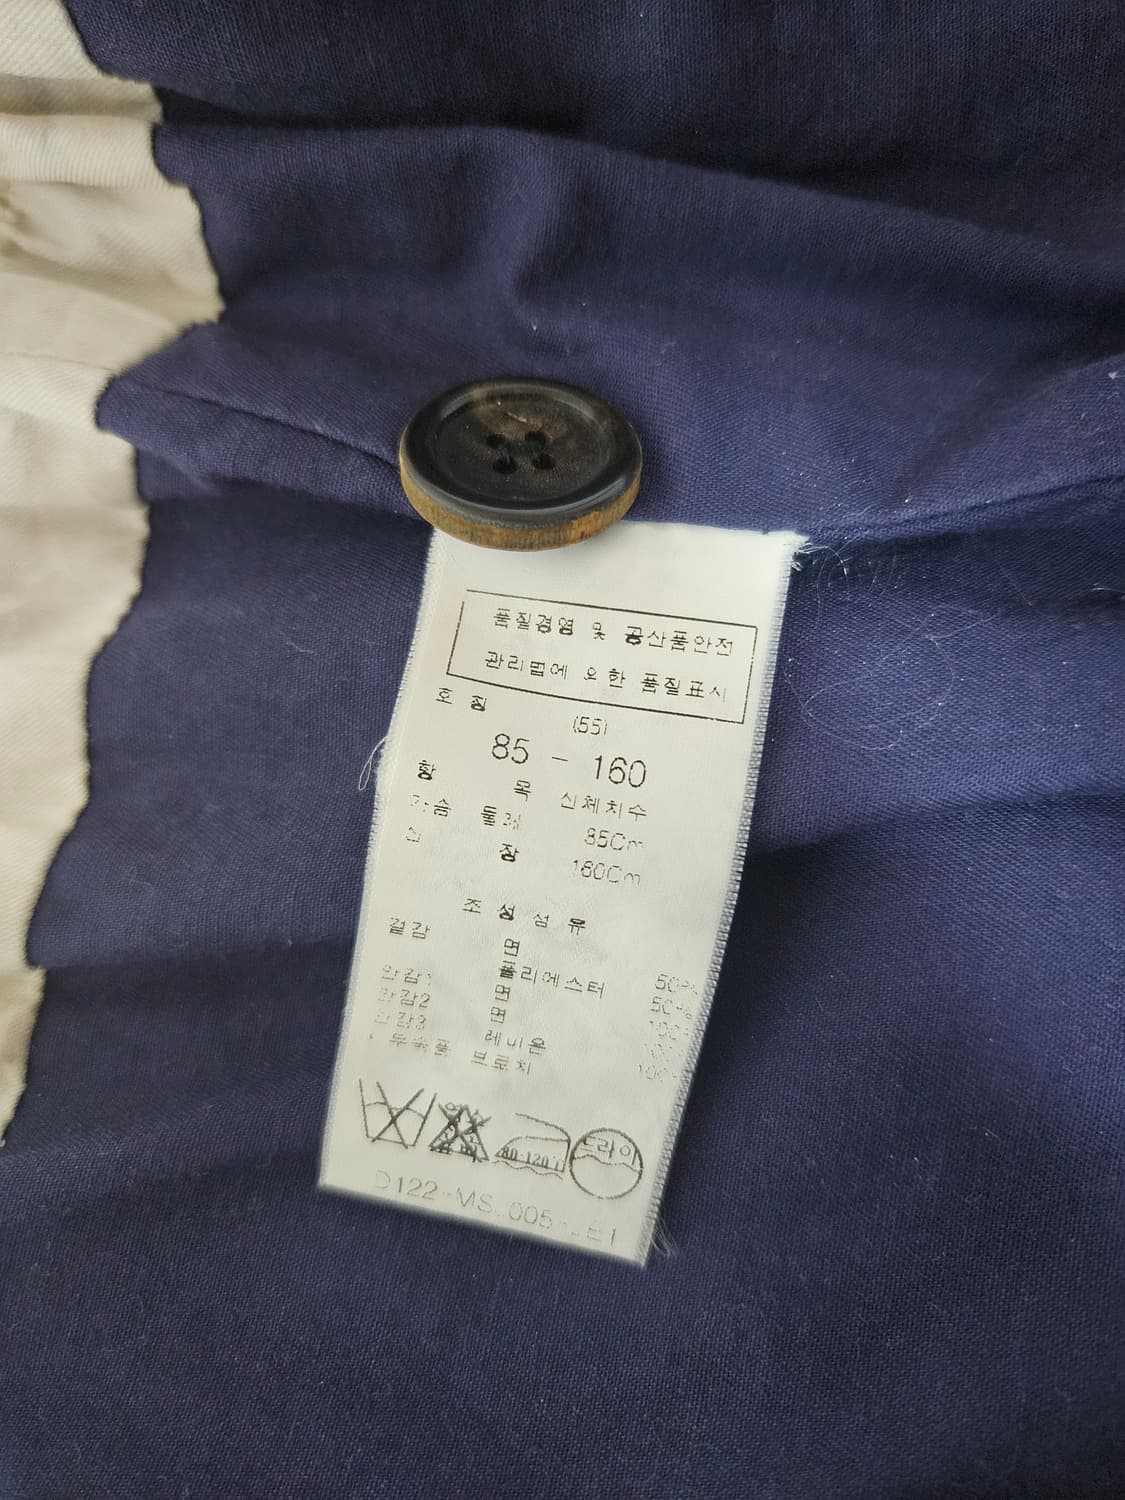 품질경영 및 공산품안전
관리법에 의한 품질표시
호 칭
(55)
85 - 160
항 목 신체치수
가슴 둘레 85Cm
신 장 160Cm
조 성 섬 유
겉감 면 50%
폴리에스터 50%
안감1 면
안감2 면
안감3 레이온
부속품 브로치
80-120℃
드라이
D122-MS 005